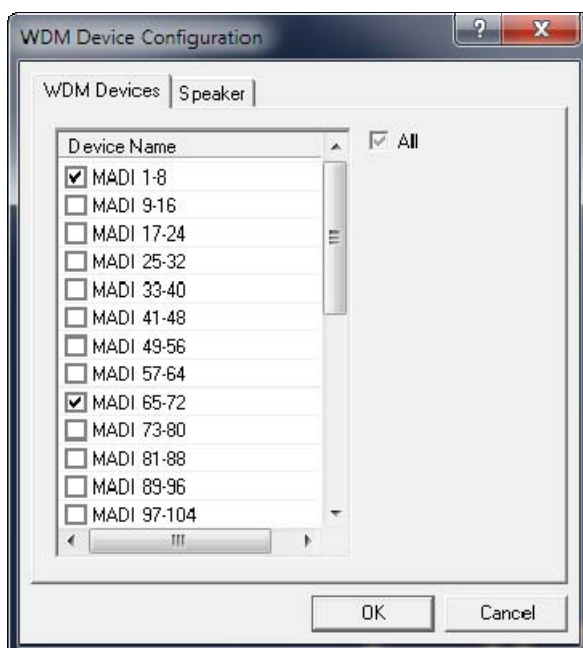 WDM Device Configuration
WDM Devices
Speaker
Device Name
All
MADI 1-8
MADI 9-16
MADI 17-24
MADI 25-32
MADI 33-40
MADI 41-48
MADI 49-56
MADI 57-64
MADI 65-72
MADI 73-80
MADI 81-88
MADI 89-96
MADI 97-104
OK
Cancel